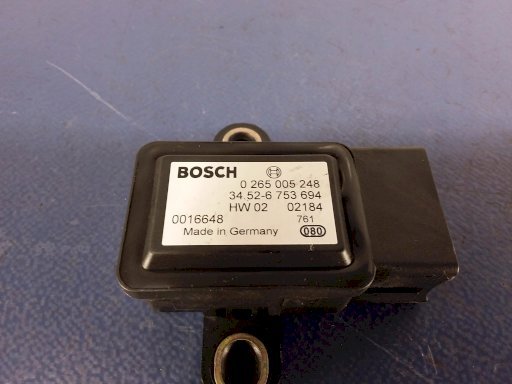 BOSCH
0 265 005 248
34.52-6 753 694
HW 02 02184
0016648 761
Made in Germany 080